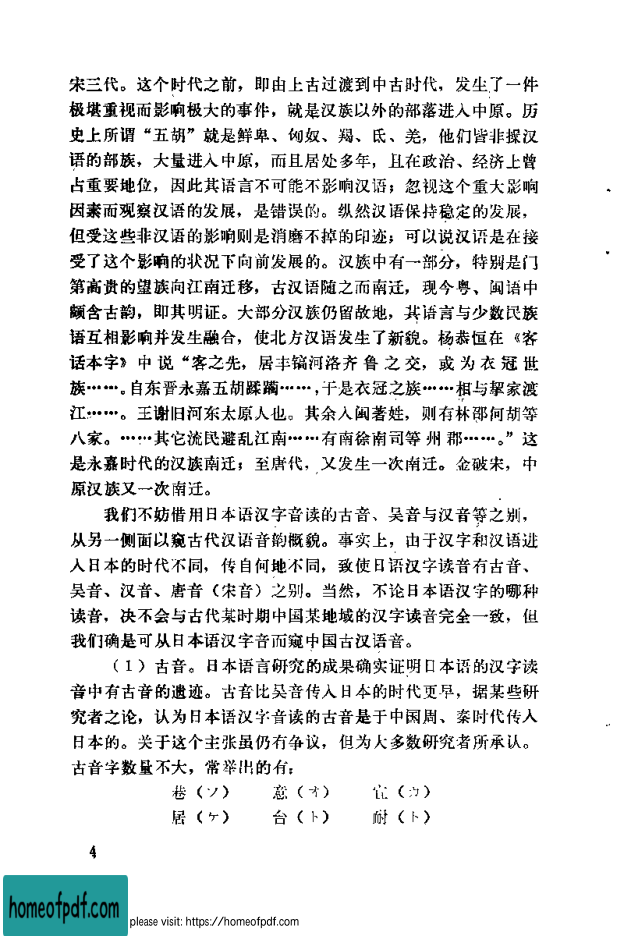 宋三代。这个时代之前，即由上古过渡到中古时代，发生了一件
极堪重视而影响极大的事件，就是汉族以外的部落进入中原。历
史上所谓“五胡”就是鲜卑、匈奴、羯、氐、羌，他们皆非操汉
语的部族，大量进入中原，而且居处多年，且在政治、经济上曾
占重要地位，因此其语言不可能不影响汉语；忽视这个重大影响
因素而观察汉语的发展，是错误的。纵然汉语保持稳定的发展，
但受这些非汉语的影响则是消磨不掉的印迹；可以说汉语是在接
受了这个影响的状况下向前发展的。汉族中有一部分，特别是门
第高贵的望族向江南迁移，古汉语随之而南迁，现今粤、闽语中
颇含古韵，即其明证。大部分汉族仍留故地，其语言与少数民族
语互相影响并发生融合，使北方汉语发生了新貌。杨恭恒在《客
话本字》中说“客之先，居丰镐河洛齐鲁之交，或为衣冠世
族……。自东晋永嘉五胡蹂躏……，于是衣冠之族……相与挈家渡
江……。王谢旧河东太原人也。其余入闽著姓，则有林邵何胡等
八家。……其它流民避乱江南……有南徐南司等州郡……。”这
是永嘉时代的汉族南迁；至唐代，又发生一次南迁。金破宋，中
原汉族又一次南迁。
我们不妨借用日本语汉字音读的古音、吴音与汉音等之别，
从另一侧面以窥古代汉语音韵概貌。事实上，由于汉字和汉语进
入日本的时代不同，传自何地不同，致使日语汉字读音有古音、
吴音、汉音、唐音（宋音）之别。当然，不论日本语汉字的哪种
读音，决不会与古代某时期中国某地域的汉字读音完全一致，但
我们确是可从日本语汉字音而窥中国古汉语音。
（1）古音。日本语言研究的成果确实证明日本语的汉字读
音中有古音的遗迹。古音比吴音传入日本的时代更早，据某些研
究者之论，认为日本语汉字音读的古音是于中国周、秦时代传入
日本的。关于这个主张虽仍有争议，但为大多数研究者所承认。
古音字数量不大，常举出的有：
巷（ソ） 意（オ） 宜（カ）
居（ケ） 台（ト） 耐（ト）
4
homeofpdf.com
please visit: https://homeofpdf.com